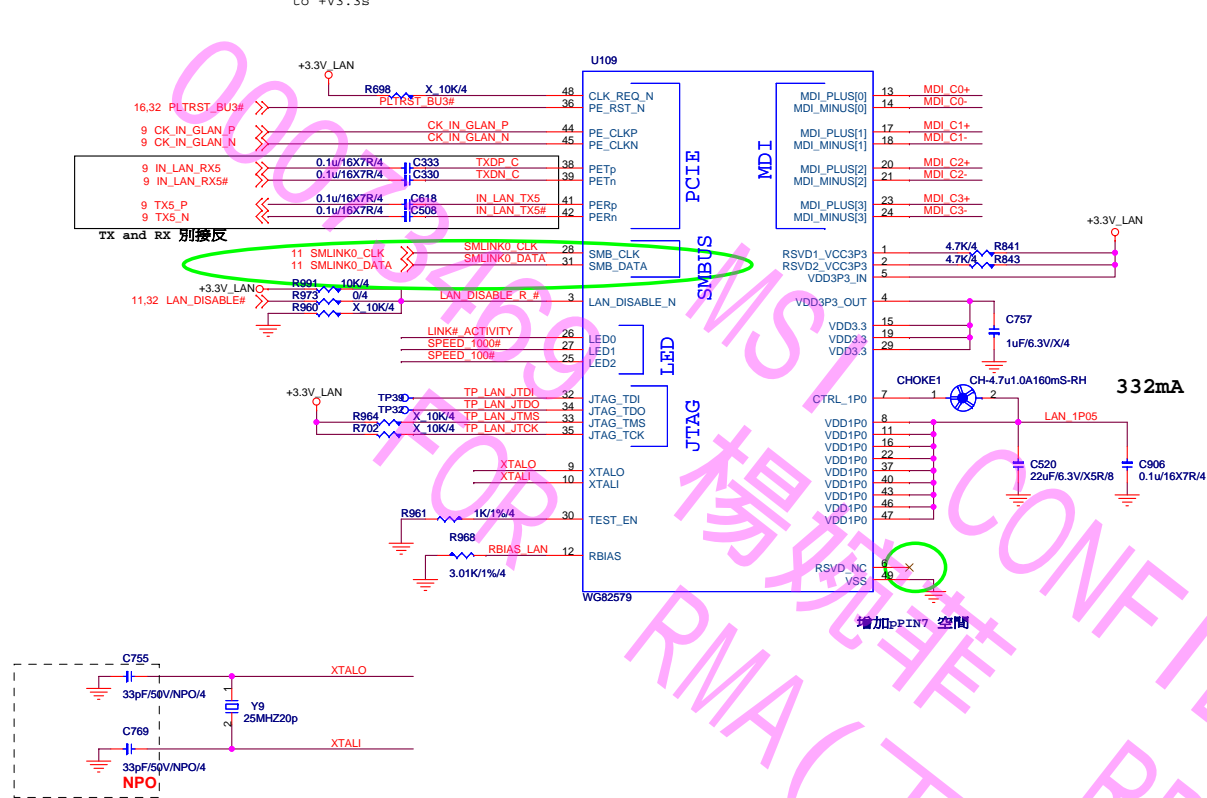 to +V3.3s
U109
+3.3V_LAN
R698 X_10K/4
48 CLK_REQ_N
16,32 PLTRST_BU3# PLTRST_BU3# 36 PE_RST_N
9 CK_IN_GLAN_P CK_IN_GLAN_P 44 PE_CLKP
9 CK_IN_GLAN_N CK_IN_GLAN_N 45 PE_CLKN
9 IN_LAN_RX5 0.1u/16X7R/4 C333 TXDP_C 38 PETp
9 IN_LAN_RX5# 0.1u/16X7R/4 C330 TXDN_C 39 PETn
9 TX5_P 0.1u/16X7R/4 C618 IN_LAN_TX5 41 PERp
9 TX5_N 0.1u/16X7R/4 C508 IN_LAN_TX5# 42 PERn
PCIE
TX and RX 別接反
11 SMLINK0_CLK SMLINK0_CLK 28 SMB_CLK
11 SMLINK0_DATA SMLINK0_DATA 31 SMB_DATA
SMBUS
+3.3V_LAN R991 10K/4
11,32 LAN_DISABLE# R973 0/4 LAN_DISABLE_R_# 3 LAN_DISABLE_N
R960 X_10K/4
LINK#_ACTIVITY 26 LED0
SPEED_1000# 27 LED1
SPEED_100# 25 LED2
LED
+3.3V_LAN
TP39 TP_LAN_JTDI 32 JTAG_TDI
TP32 TP_LAN_JTDO 34 JTAG_TDO
R964 X_10K/4 TP_LAN_JTMS 33 JTAG_TMS
R702 X_10K/4 TP_LAN_JTCK 35 JTAG_TCK
JTAG
XTALO 9 XTALO
XTALI 10 XTALI
R961 1K/1%/4 30 TEST_EN
R968 RBIAS_LAN 12 RBIAS
3.01K/1%/4
MDI
MDI_PLUS[0] 13 MDI_C0+
MDI_MINUS[0] 14 MDI_C0-
MDI_PLUS[1] 17 MDI_C1+
MDI_MINUS[1] 18 MDI_C1-
MDI_PLUS[2] 20 MDI_C2+
MDI_MINUS[2] 21 MDI_C2-
MDI_PLUS[3] 23 MDI_C3+
MDI_MINUS[3] 24 MDI_C3-
+3.3V_LAN
RSVD1_VCC3P3 1 4.7K/4 R841
RSVD2_VCC3P3 2 4.7K/4 R843
VDD3P3_IN 5
VDD3P3_OUT 4
VDD3.3 15
VDD3.3 19
VDD3.3 29
C757
1uF/6.3V/X/4
CHOKE1 CH-4.7u1.0A160mS-RH
332mA
CTRL_1P0 7 1 2
VDD1P0 8 LAN_1P05
VDD1P0 11
VDD1P0 16
VDD1P0 22
VDD1P0 37
VDD1P0 40
VDD1P0 43
VDD1P0 46
VDD1P0 47
C520
22uF/6.3V/X5R/8
C906
0.1u/16X7R/4
RSVD_NC 6
VSS 49
WG82579
增加pPIN7 空間
C755
33pF/50V/NPO/4
XTALO
1
Y9
25MHZ20p
2
C769
33pF/50V/NPO/4
XTALI
NPO
000073469 MSI CONFI
FOR 楊婉菲
RMA(